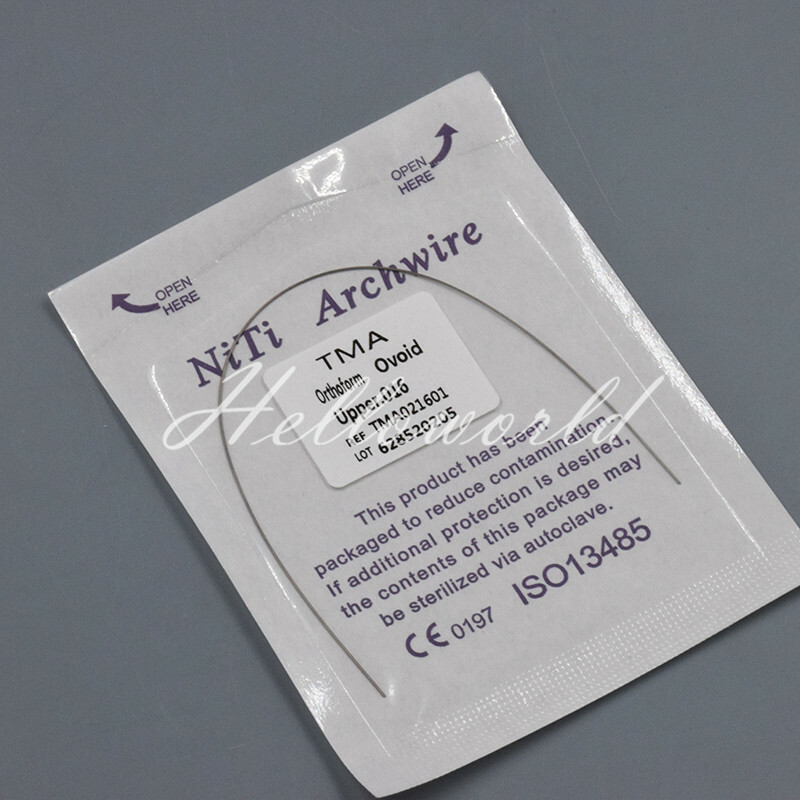 OPEN
HERE
OPEN
HERE
NiTi Archwire
TMA
Orthoform Ovoid
Upper.016
REF TMA021601
LOT 628520205
Helloworld
This product has been
packaged to reduce contamination.
If additional protection is desired,
the contents of this package may
be sterilized via autoclave.
CE 0197 ISO13485